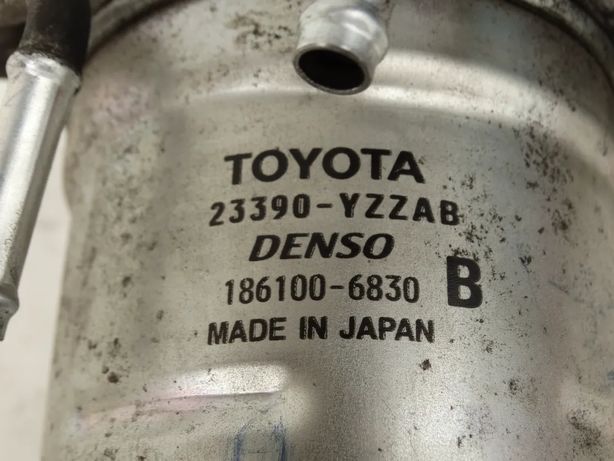 TOYOTA
23390-YZZAB
DENSO
186100-6830 B
MADE IN JAPAN